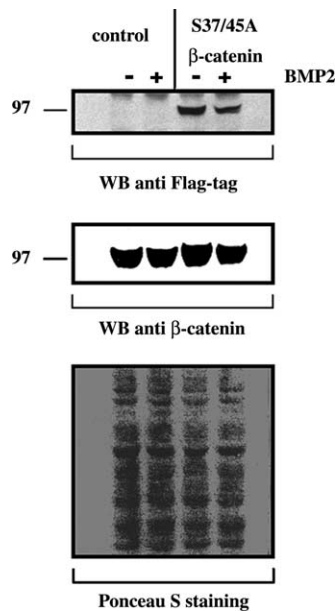 control
S37/45A
β-catenin
- + - + BMP2
97
WB anti Flag-tag
97
WB anti β-catenin
Ponceau S staining